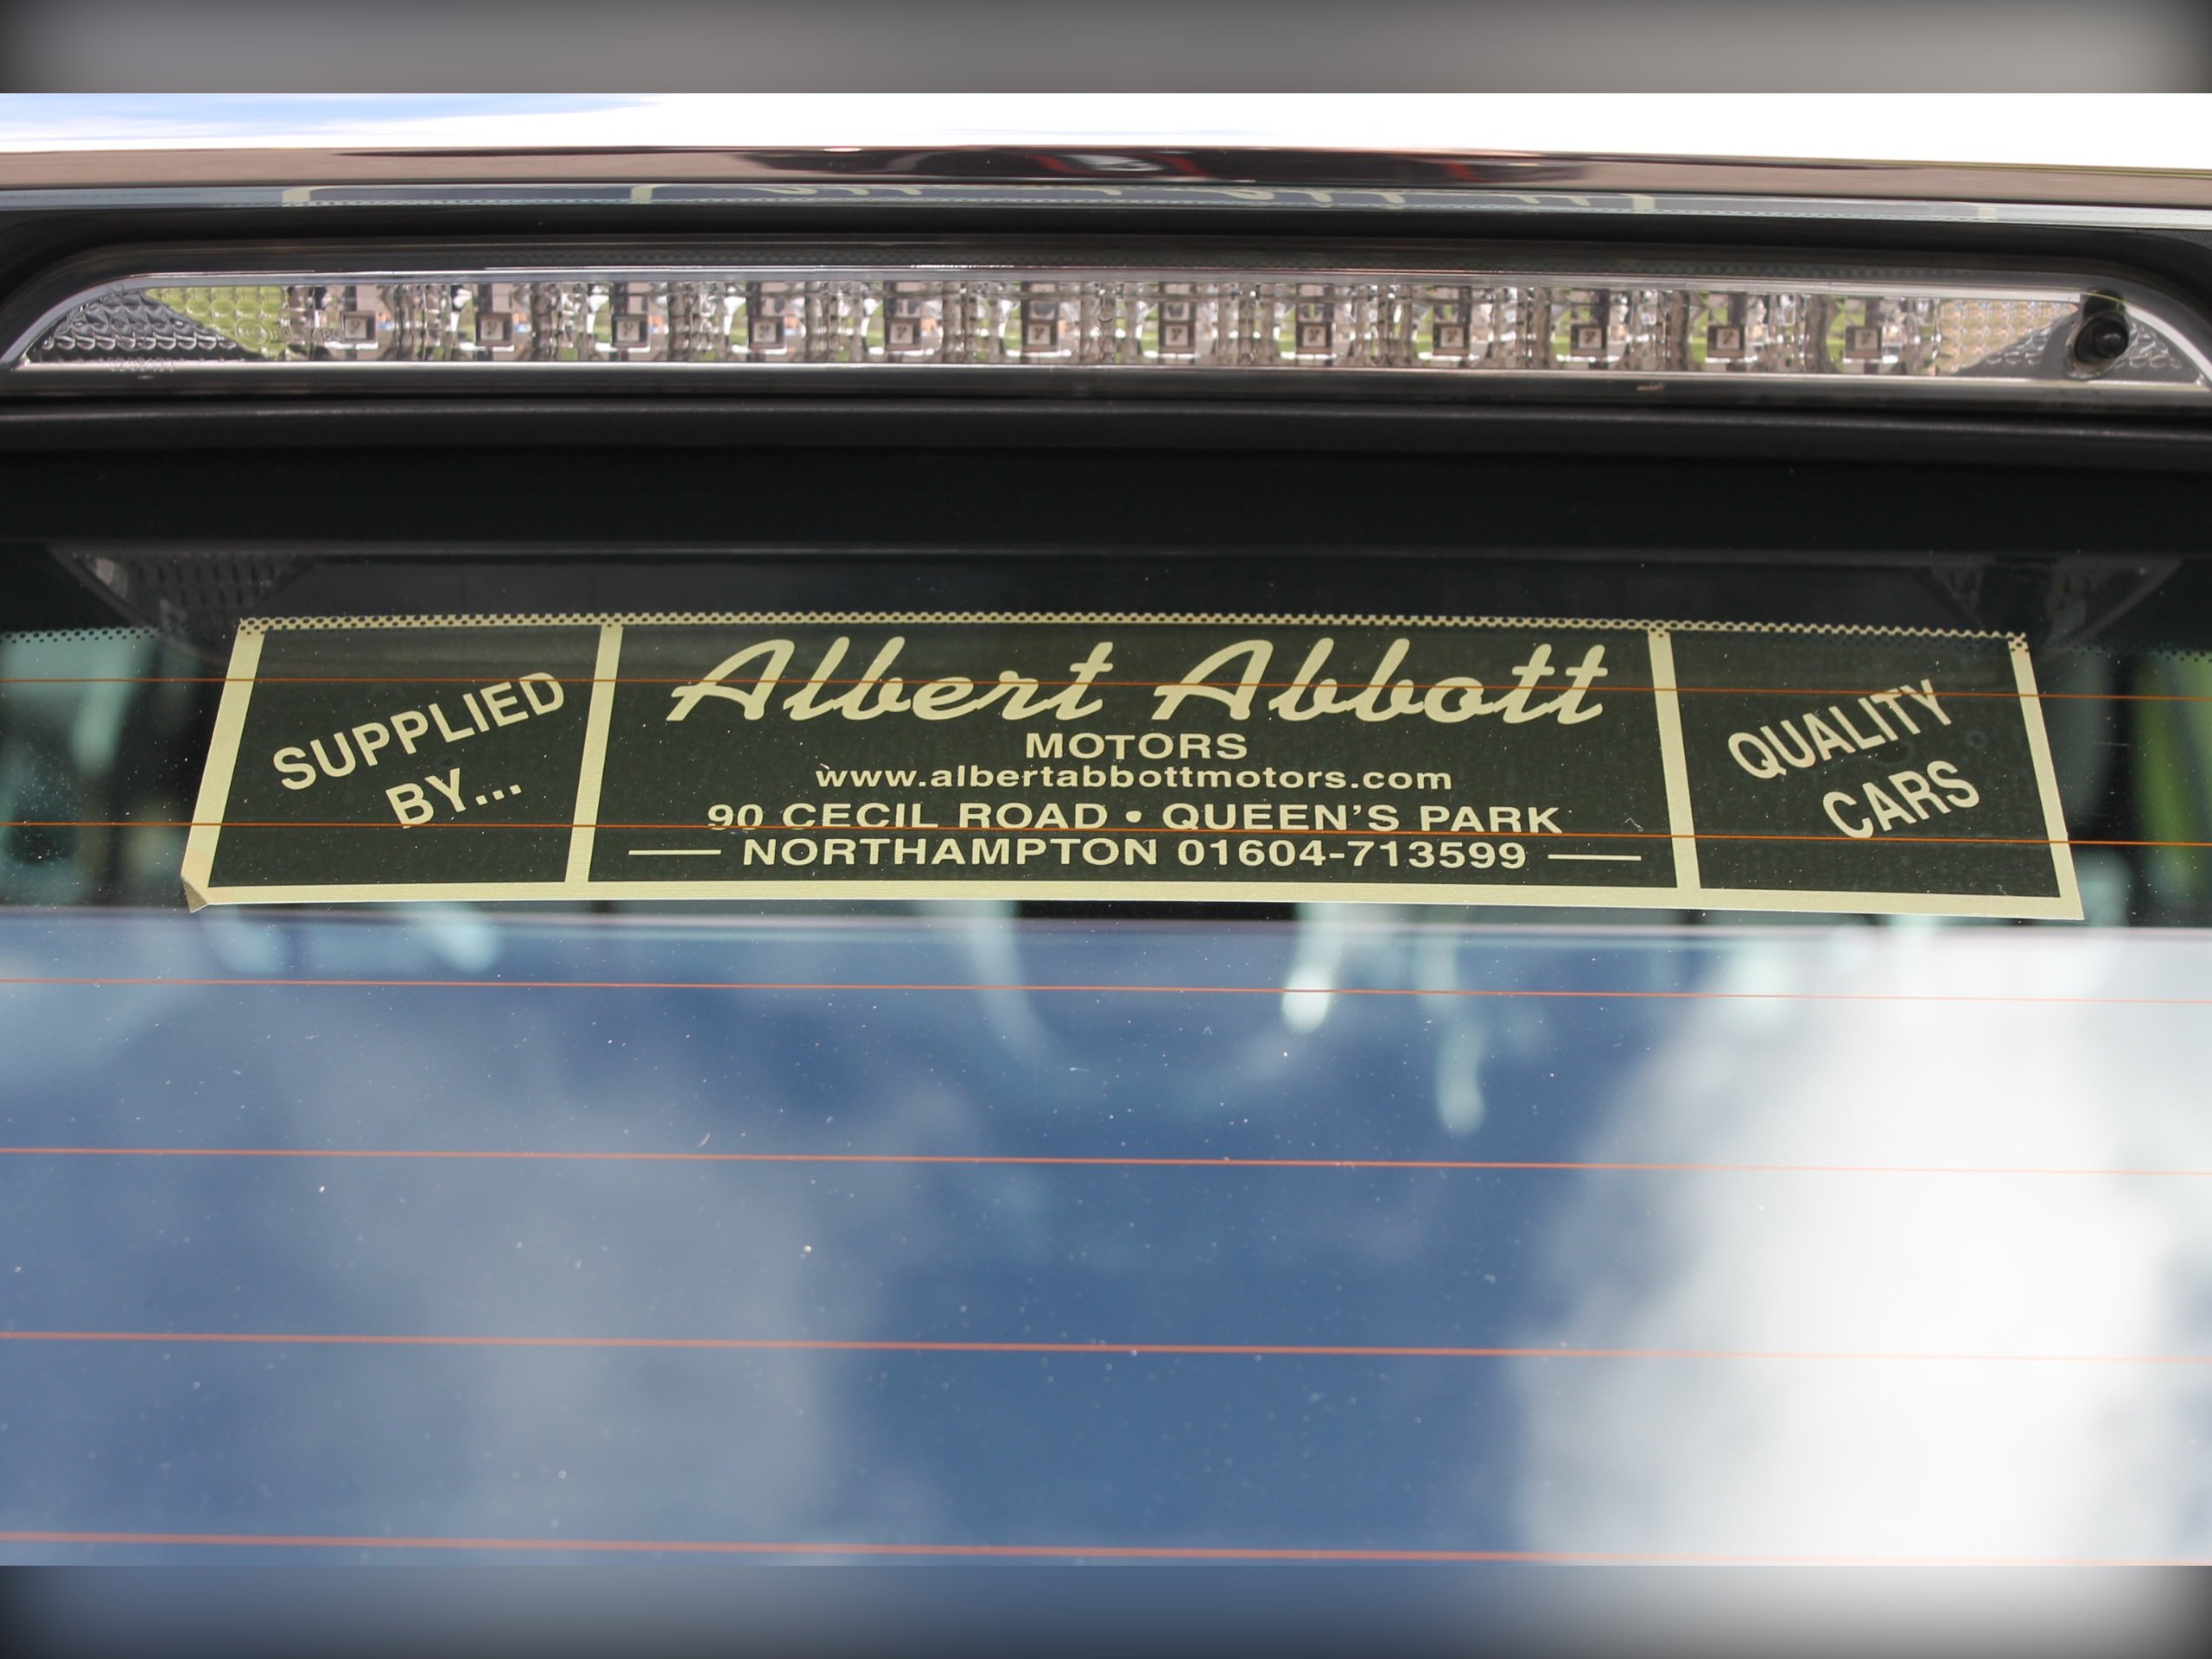 SUPPLIED
BY...
Albert Abbott
MOTORS
www.albertabbottmotors.com
90 CECIL ROAD • QUEEN'S PARK
NORTHAMPTON 01604-713599
QUALITY
CARS